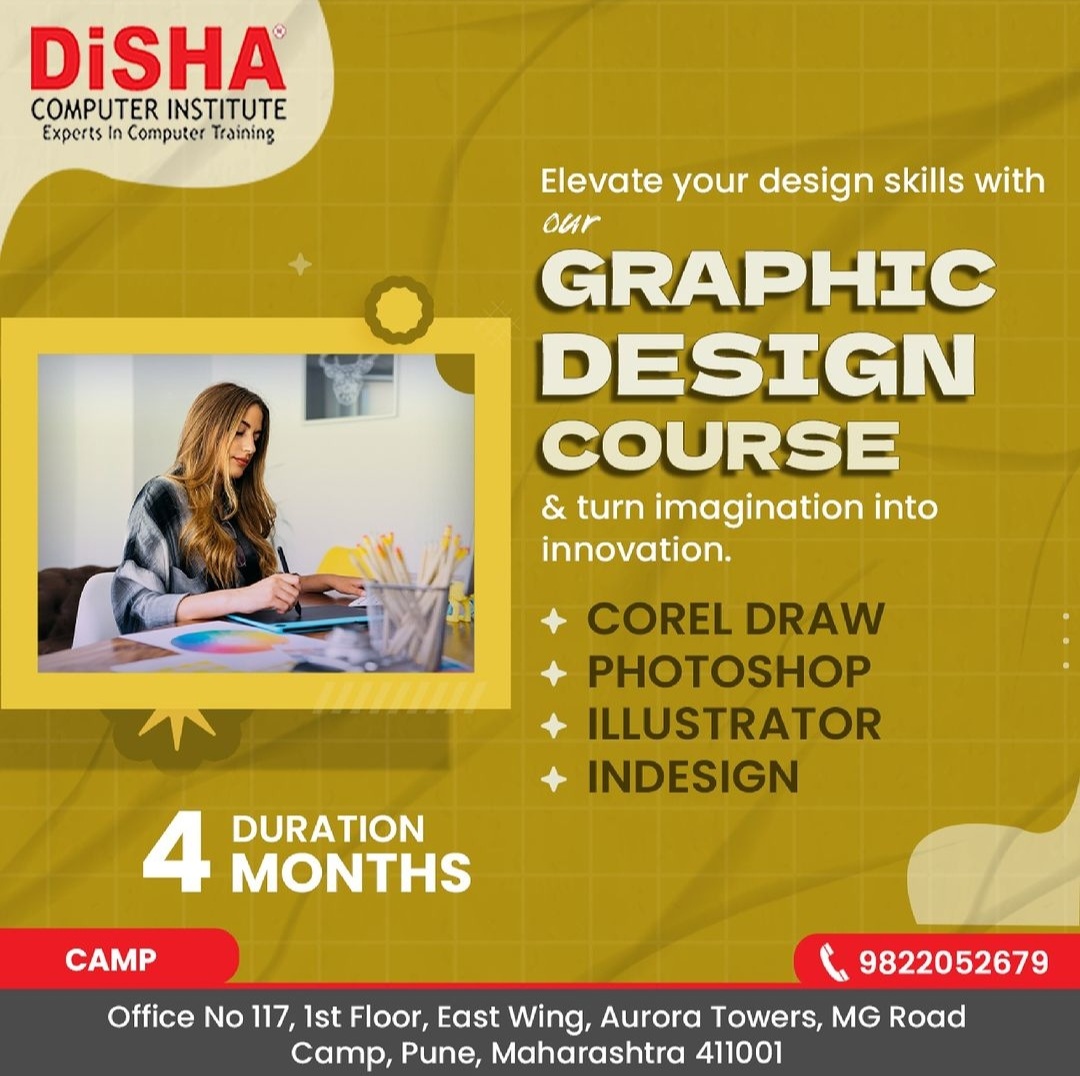 DiSHA
COMPUTER INSTITUTE
Experts In Computer Training
Elevate your design skills with
our
GRAPHIC
DESIGN
COURSE
& turn imagination into
innovation.
COREL DRAW
PHOTOSHOP
ILLUSTRATOR
INDESIGN
4 DURATION
MONTHS
CAMP
9822052679
Office No 117, 1st Floor, East Wing, Aurora Towers, MG Road
Camp, Pune, Maharashtra 411001